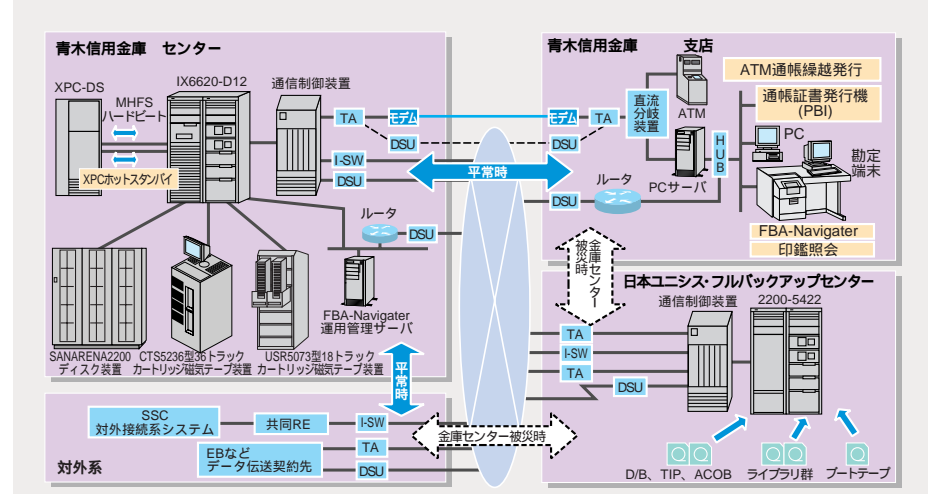 青木信用金庫 センター
XPC-DS
IX6620-D12
通信制御装置
MHFS
ハードビート
XPCホットスタンバイ
TA
モデム
DSU
I-SW
DSU
ルータ
DSU
FBA-Navigater
運用管理サーバ
SANARENA2200
ディスク装置
CTS5236型36トラック
カートリッジ磁気テープ装置
USR5073型18トラック
カートリッジ磁気テープ装置
平常時
平常時
青木信用金庫 支店
モデム
TA
DSU
直流
分岐
装置
ATM
PCサーバ
HUB
ルータ
DSU
ATM通帳繰越発行
通帳証書発行機
(PBI)
PC
勘定
端末
FBA-Navigater
印鑑照会
金庫センター
被災時
日本ユニシス・フルバックアップセンター
通信制御装置
2200-5422
TA
I-SW
TA
DSU
D/B、TIP、ACOB
ライブラリ群
ブートテープ
対外系
SSC
対外接続系システム
共同RE
I-SW
EBなど
データ伝送契約先
TA
DSU
金庫センター被災時